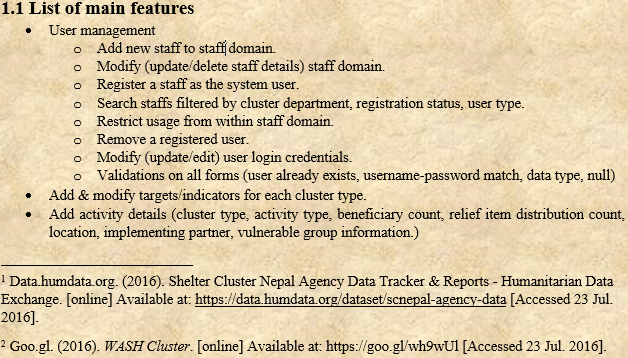 1.1 List of main features
• User management
o Add new staff to staff domain.
o Modify (update/delete staff details) staff domain.
o Register a staff as the system user.
o Search staffs filtered by cluster department, registration status, user type.
o Restrict usage from within staff domain.
o Remove a registered user.
o Modify (update/edit) user login credentials.
o Validations on all forms (user already exists, username-password match, data type, null)
• Add & modify targets/indicators for each cluster type.
• Add activity details (cluster type, activity type, beneficiary count, relief item distribution count,
location, implementing partner, vulnerable group information.)
1 Data.humdata.org. (2016). Shelter Cluster Nepal Agency Data Tracker & Reports - Humanitarian Data
Exchange. [online] Available at: https://data.humdata.org/dataset/scnepal-agency-data [Accessed 23 Jul.
2016].
2 Goo.gl. (2016). WASH Cluster. [online] Available at: https://goo.gl/wh9wUl [Accessed 23 Jul. 2016].